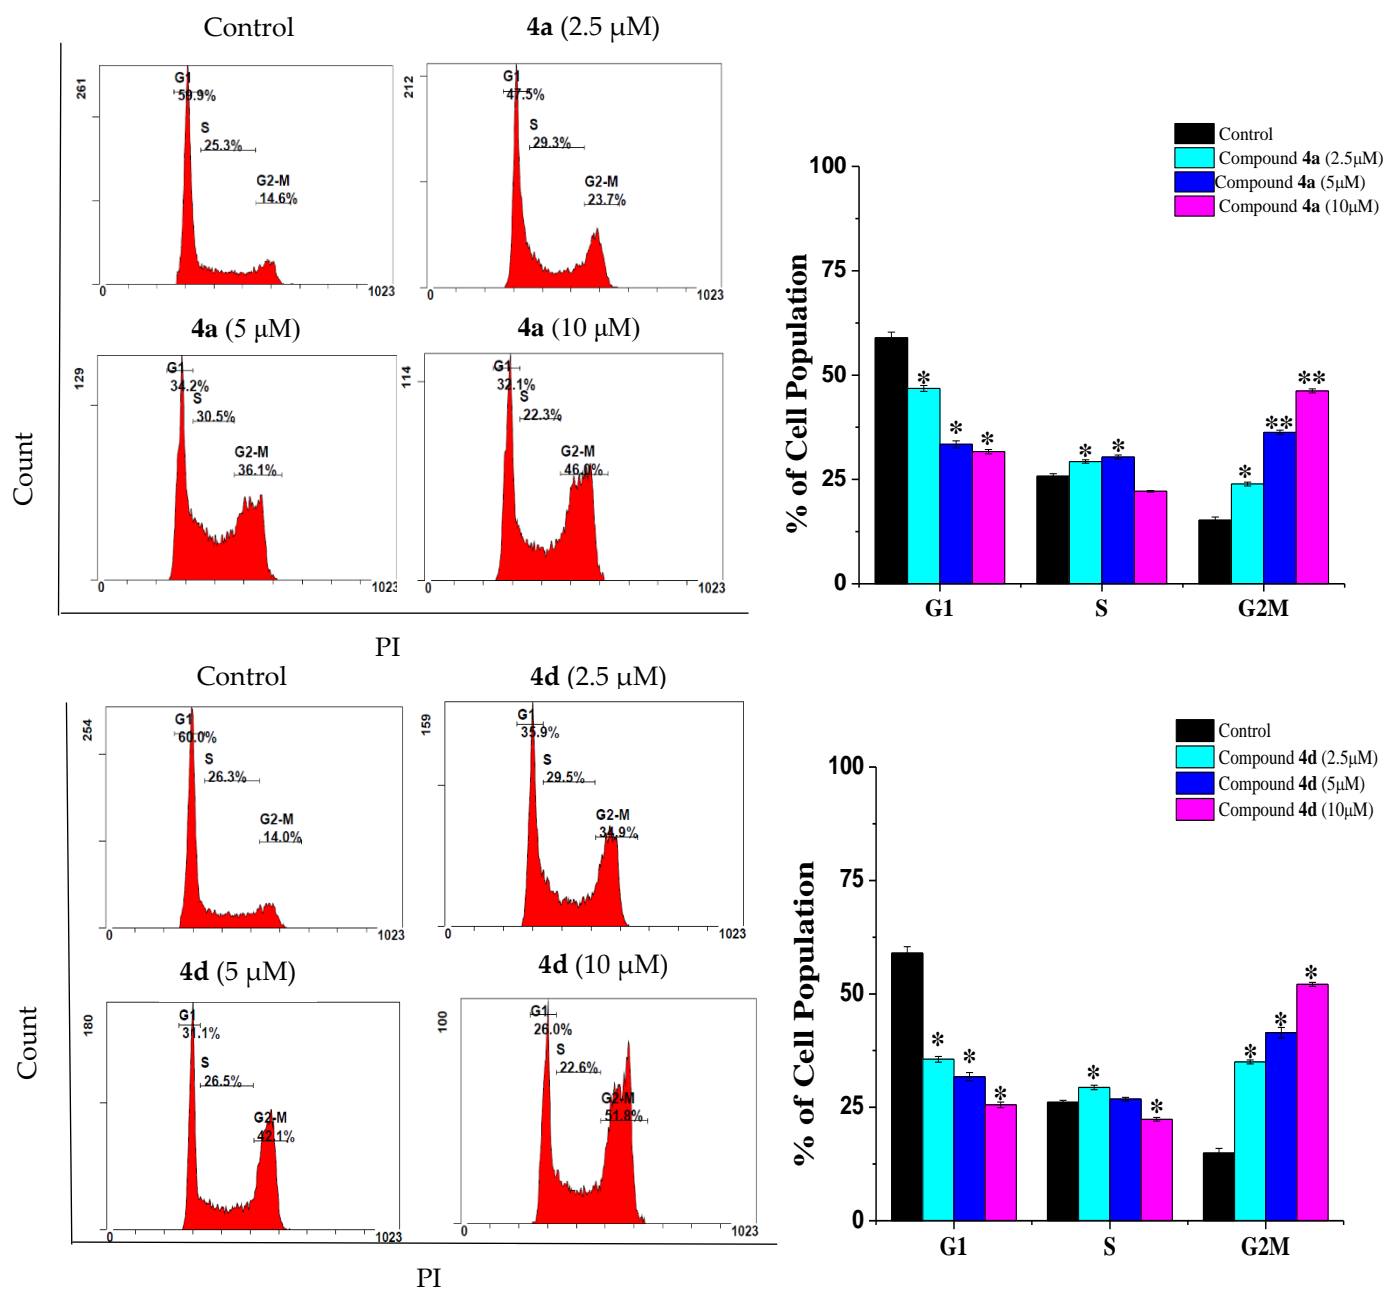 Control
4a (2.5 µM)
261
G1
59.9%
S
25.3%
G2-M
14.6%
0
1023
212
G1
47.5%
S
29.3%
G2-M
23.7%
0
1023
4a (5 µM)
4a (10 µM)
129
G1
34.2%
S
30.5%
G2-M
36.1%
0
1023
114
G1
32.1%
S
22.3%
G2-M
46.0%
0
1023
Count
PI
Control
Compound 4a (2.5µM)
Compound 4a (5µM)
Compound 4a (10µM)
% of Cell Population
100
75
50
25
0
* * * * * * ** **
G1 S G2M
Control
4d (2.5 µM)
254
G1
60.0%
S
26.3%
G2-M
14.0%
0
1023
159
G1
35.9%
S
29.5%
G2-M
34.9%
0
1023
4d (5 µM)
4d (10 µM)
180
G1
31.1%
S
26.5%
G2-M
42.1%
0
1023
100
G1
26.0%
S
22.6%
G2-M
51.8%
0
1023
Count
PI
Control
Compound 4d (2.5µM)
Compound 4d (5µM)
Compound 4d (10µM)
% of Cell Population
100
75
50
25
0
* * * * * * * *
G1 S G2M